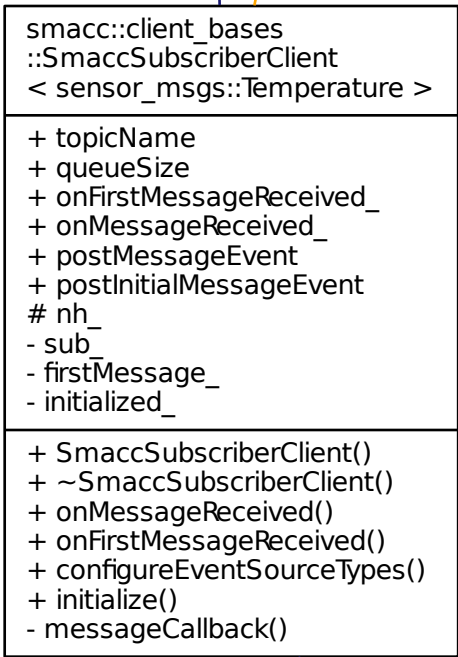 smacc::client_bases
::SmaccSubscriberClient
< sensor_msgs::Temperature >
+ topicName
+ queueSize
+ onFirstMessageReceived_
+ onMessageReceived_
+ postMessageEvent
+ postInitialMessageEvent
# nh_
- sub_
- firstMessage_
- initialized_
+ SmaccSubscriberClient()
+ ~SmaccSubscriberClient()
+ onMessageReceived()
+ onFirstMessageReceived()
+ configureEventSourceTypes()
+ initialize()
- messageCallback()